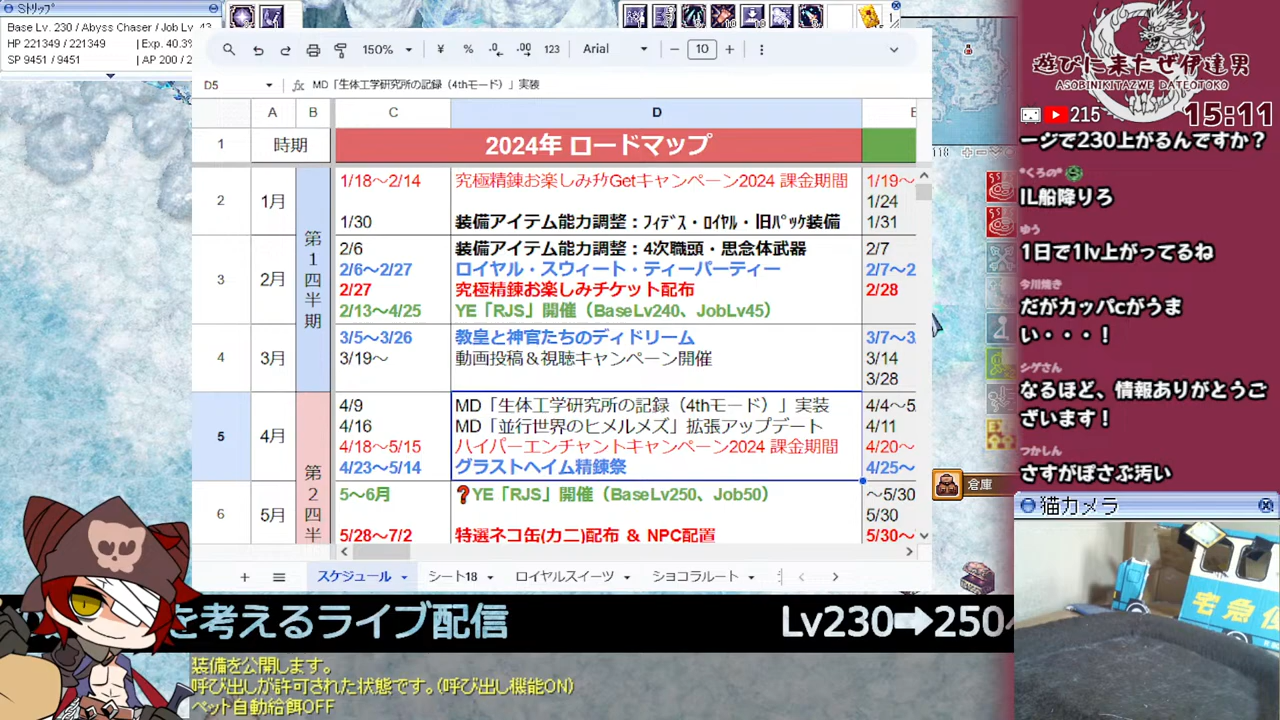 Base Lv. 230 / Abyss Chaser / Job Lv. 43
HP 221349 / 221349 | Exp. 40.3%
SP 9451 / 9451 | AP 200 / 2
150% ¥ % .0 .00 123 Arial 10
D5 fx MD「生体工学研究所の記録（4thモード）」実装
A B C D E
1 時期 2024年 ロードマップ
2 1月 1/18～2/14 究極精錬お楽しみﾁｹGetキャンペーン2024 課金期間 1/19～
1/24
1/30 装備アイテム能力調整：ﾌｨﾃﾞｽ・ﾛｲﾔﾙ・旧ﾊﾟｯｹ装備 1/31
第1四半期
3 2月 2/6 装備アイテム能力調整：4次職頭・思念体武器 2/7
2/6～2/27 ロイヤル・スウィート・ティーパーティー 2/7～2
2/27 究極精錬お楽しみチケット配布 2/28
2/13～4/25 YE「RJS」開催（BaseLv240、JobLv45）
4 3月 3/5～3/26 教皇と神官たちのディドリーム 3/7～3
3/19～ 動画投稿＆視聴キャンペーン開催 3/14
3/28
5 4月 4/9 MD「生体工学研究所の記録（4thモード）」実装 4/4～5
4/16 MD「並行世界のヒメルメズ」拡張アップデート 4/11
4/18～5/15 ハイパーエンチャントキャンペーン2024 課金期間 4/20～
4/23～5/14 グラストヘイム精錬祭 4/25～
第2四半
6 5月 5～6月 ❓YE「RJS」開催（BaseLv250、Job50） ～5/30
5/30
5/28～7/2 特選ネコ缶(カニ)配布 & NPC配置 5/30～
スケジュール シート18 ロイヤルスイーツ ショコラルート
遊びに来たぜ伊達男
ASOBINIKITAZWE DATEOTOKO
215 15:11
ージで230上がるんですか？
*くろの*
IL船降りろ
ゆう
1日で1lv上がってるね
今川焼き
だがカッパcがうま
い・・・！
シゲさん
なるほど、情報ありがとうご
ざいます！
つかしん
さすがぼさぶ汚い
倉庫
猫カメラ
宅急
を考えるライブ配信 Lv230➡250
装備を公開します。
呼び出しが許可された状態です。(呼び出し機能ON)
ペット自動給餌OFF